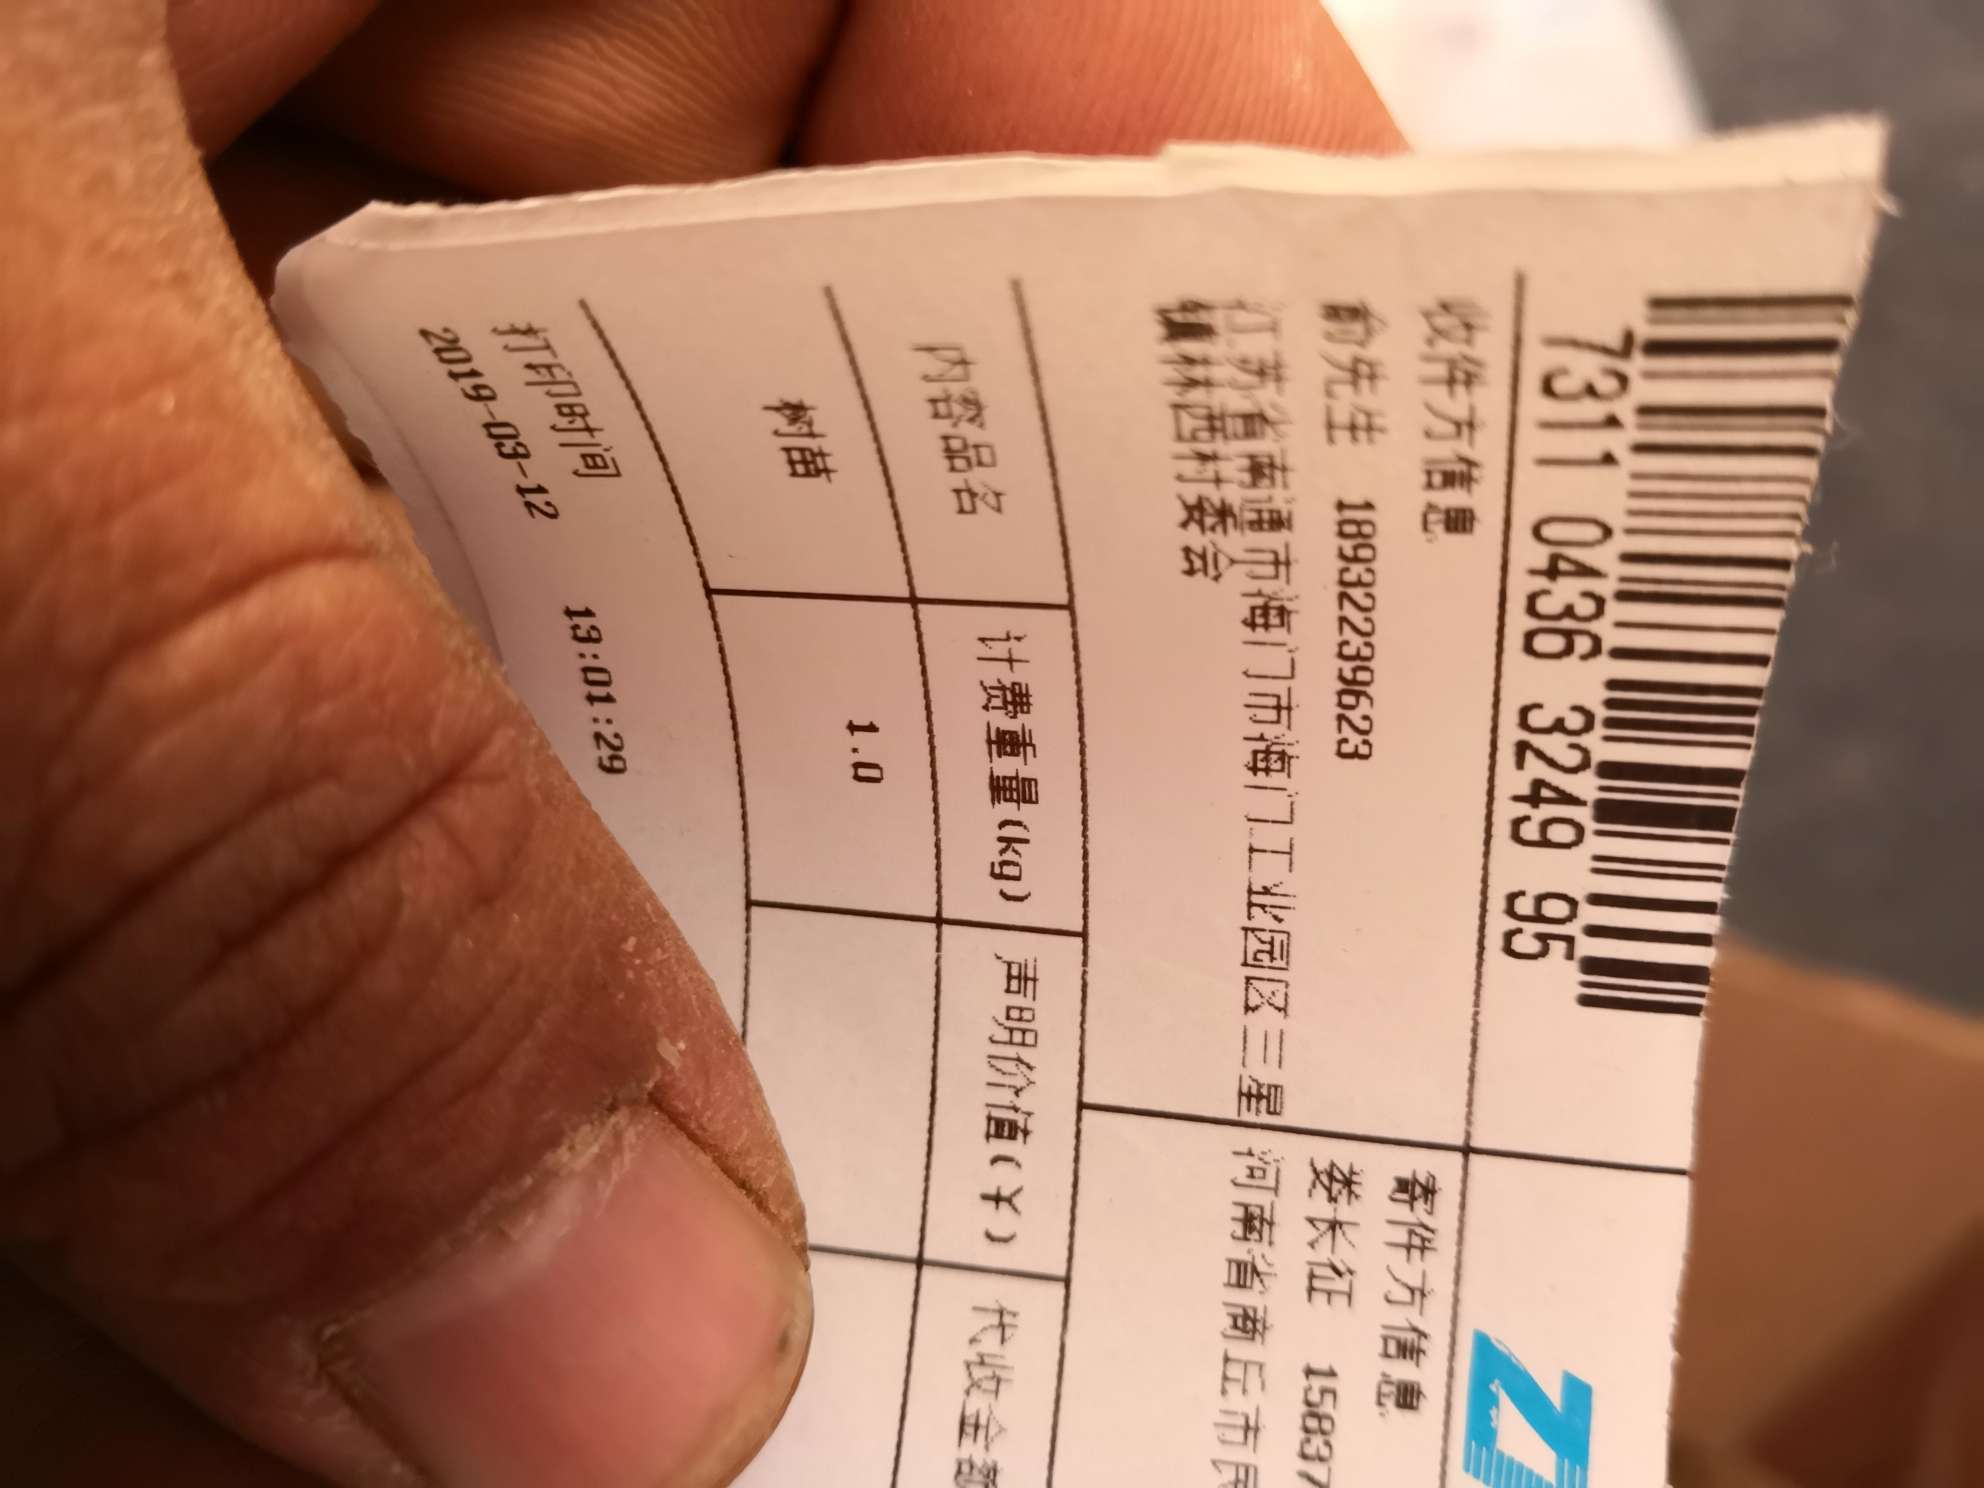 7311 0436 3249 95
收件方信息
俞先生 18932239623
江苏省南通市海门市海门工业园区三星
镇林西村村委会
寄件方信息
娄长征 15837
河南省商丘市民
内容品名
计费重量(kg)
声明价值(¥)
代收金额
树苗
1.0
打印时间
2019-03-12 13:01:29